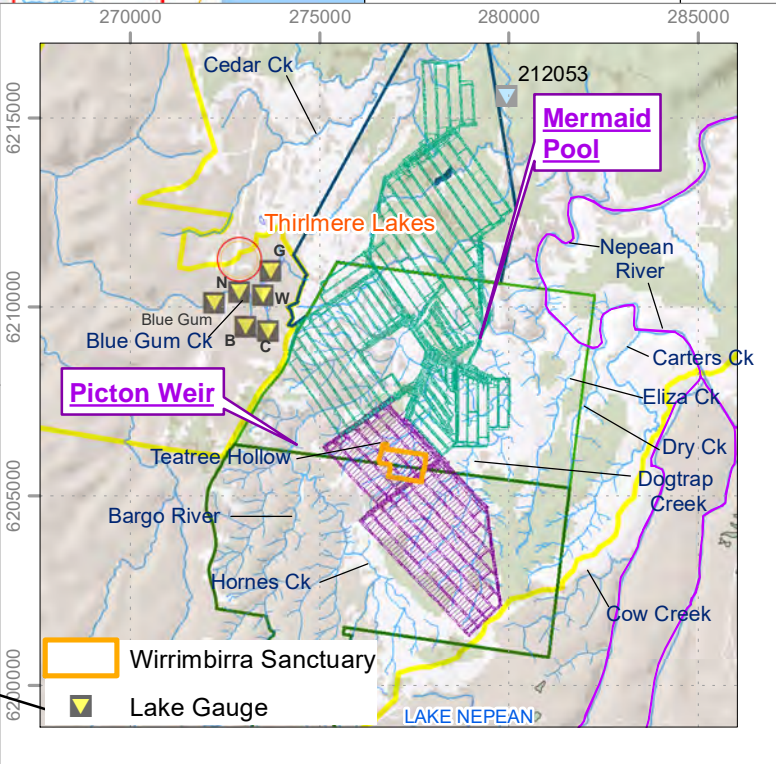 270000
275000
280000
285000
6215000
6210000
6205000
6200000
Cedar Ck
212053
Mermaid
Pool
Thirlmere Lakes
G
N
W
Nepean
River
Blue Gum
Blue Gum Ck
B
C
Carters Ck
Picton Weir
Eliza Ck
Teatree Hollow
Dry Ck
Dogtrap
Creek
Bargo River
Hornes Ck
Cow Creek
Wirrimbirra Sanctuary
Lake Gauge
LAKE NEPEAN